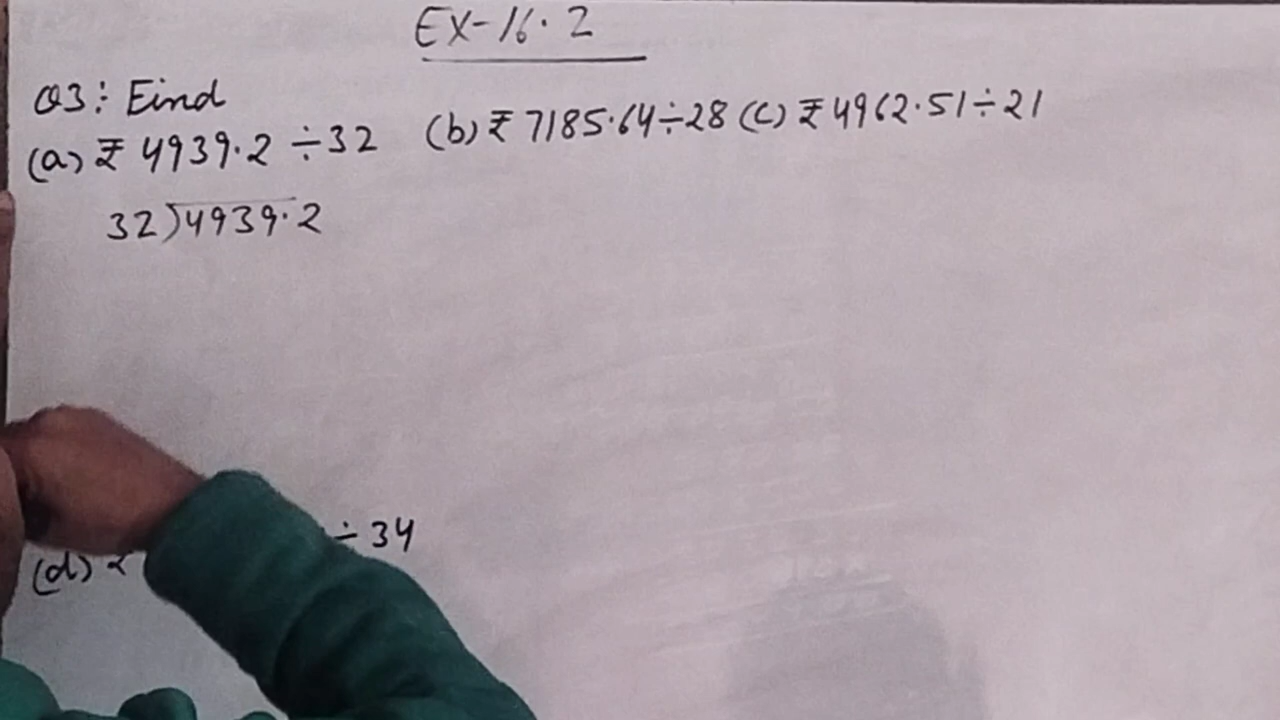 EX-16.2
Q3: Find
(a) ₹ 4939.2 ÷32 (b) ₹ 7185.64÷28 (c) ₹ 4962.51÷21
32)4939.2
(d) ₹ ÷34